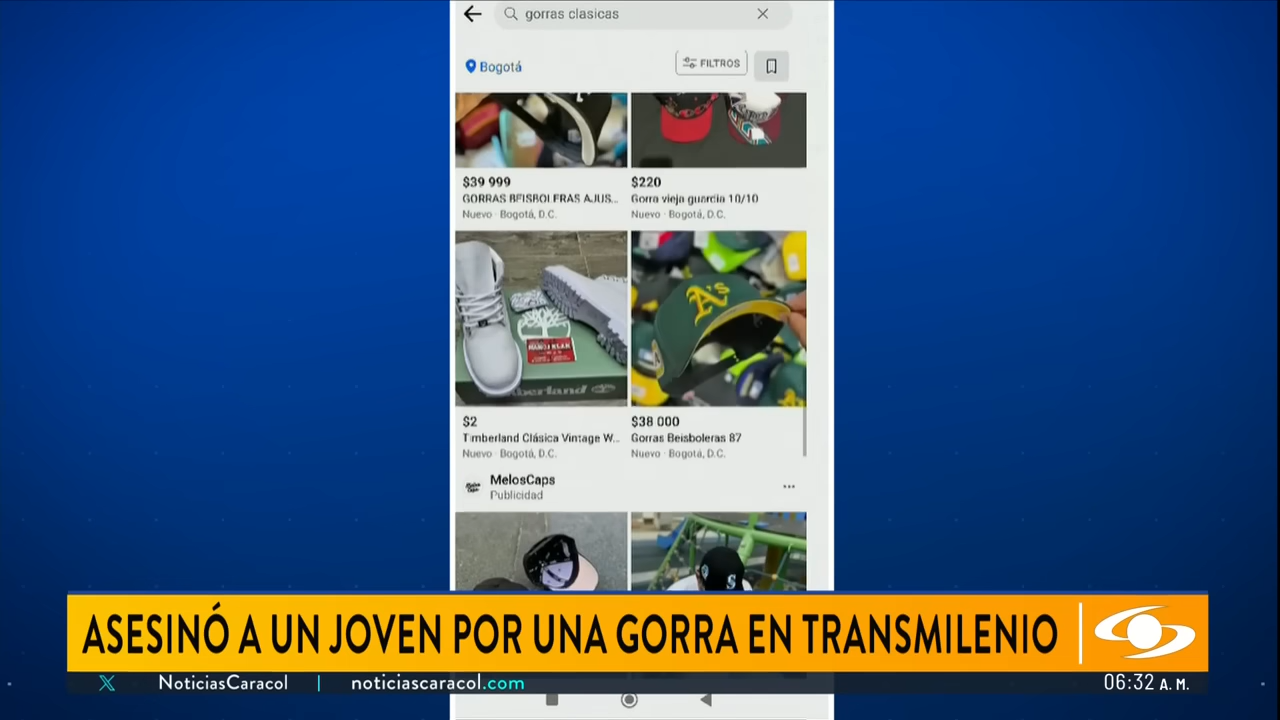 gorras clasicas
Bogotá
FILTROS
$39 999
GORRAS BEISBOLERAS AJUS...
Nuevo · Bogotá, D.C.
$220
Gorra vieja guardia 10/10
Nuevo · Bogotá, D.C.
A's
Timberland
$2
Timberland Clásica Vintage W...
Nuevo · Bogotá, D.C.
$38 000
Gorras Beisboleras 87
Nuevo · Bogotá, D.C.
MelosCaps
Publicidad
S
ASESINÓ A UN JOVEN POR UNA GORRA EN TRANSMILENIO
X NoticiasCaracol | noticiascaracol.com
06:32 A. M.